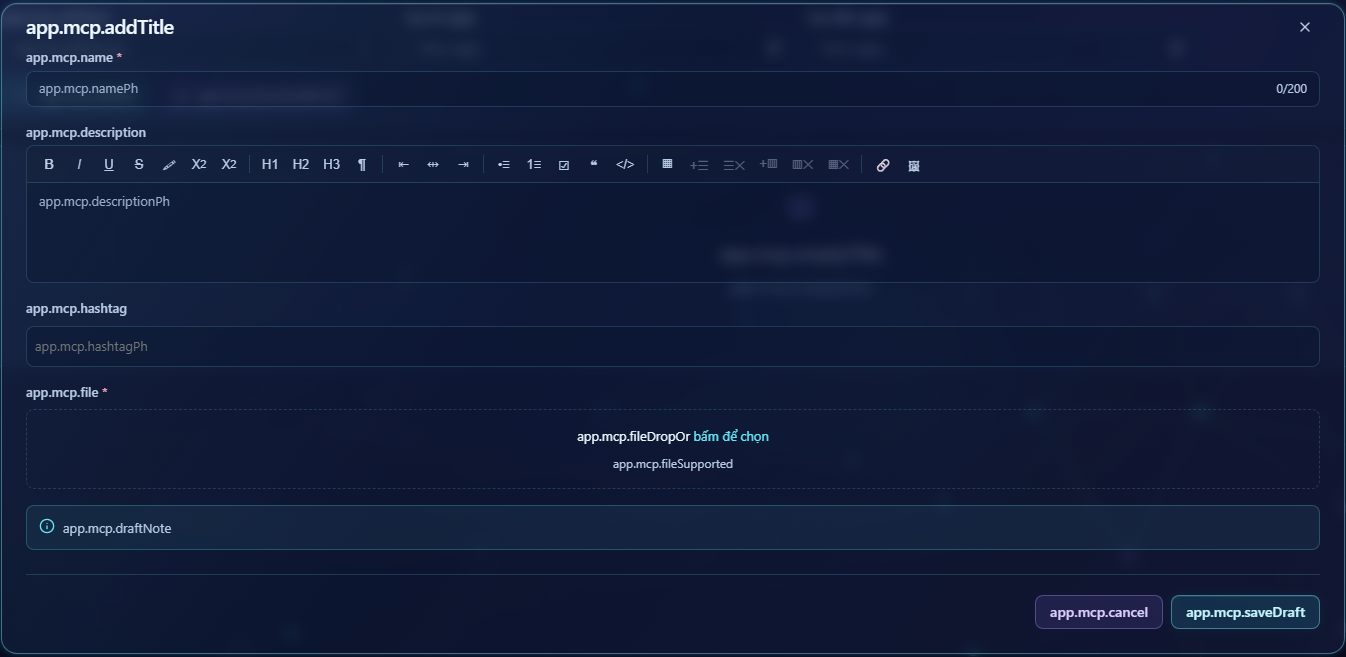 app.mcp.addTitle
app.mcp.name *
app.mcp.namePh 0/200
app.mcp.description
B I U S X2 X2 H1 H2 H3 ¶ </>
app.mcp.descriptionPh
app.mcp.hashtag
app.mcp.hashtagPh
app.mcp.file *
app.mcp.fileDropOr bấm để chọn
app.mcp.fileSupported
app.mcp.draftNote
app.mcp.cancel app.mcp.saveDraft